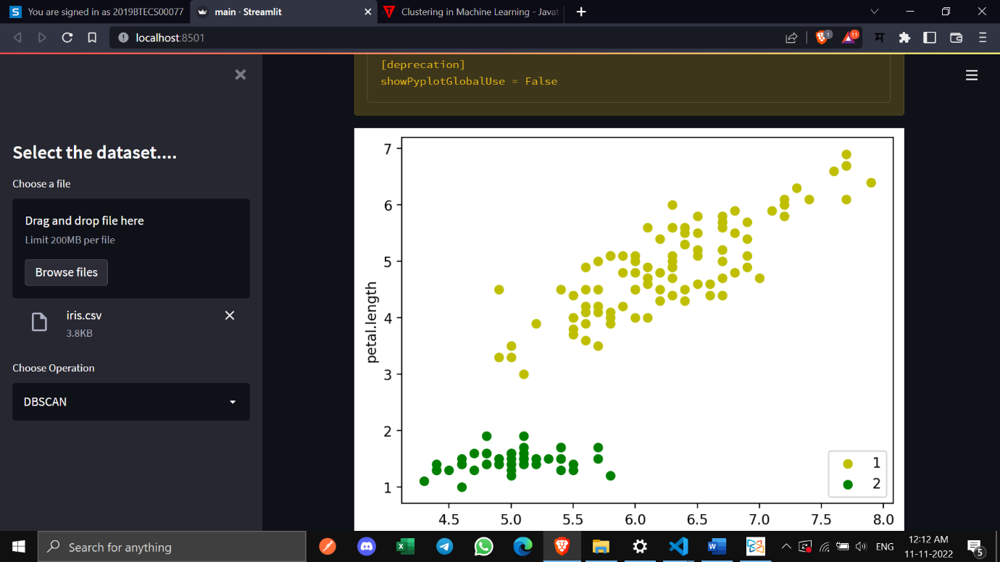 You are signed in as 2019BTECS00077
main · Streamlit
Clustering in Machine Learning - Javat
localhost:8501
1
11
[deprecation]
showPyplotGlobalUse = False
Select the dataset....
Choose a file
Drag and drop file here
Limit 200MB per file
Browse files
iris.csv
3.8KB
Choose Operation
DBSCAN
petal.length
7
6
5
4
3
2
1
1
2
4.5 5.0 5.5 6.0 6.5 7.0 7.5 8.0
Search for anything
ENG
12:12 AM
11-11-2022
5